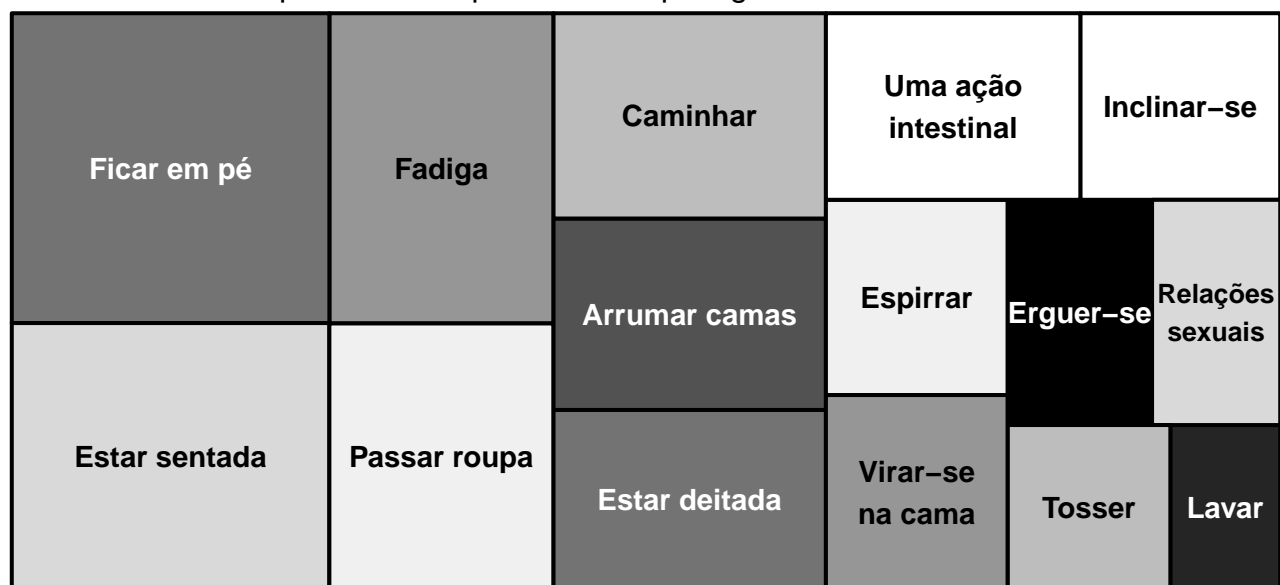 Ficar em pé
Fadiga
Caminhar
Uma ação
intestinal
Inclinar−se
Arrumar camas
Espirrar
Erguer−se
Relações
sexuais
Estar sentada
Passar roupa
Estar deitada
Virar−se
na cama
Tosser
Lavar